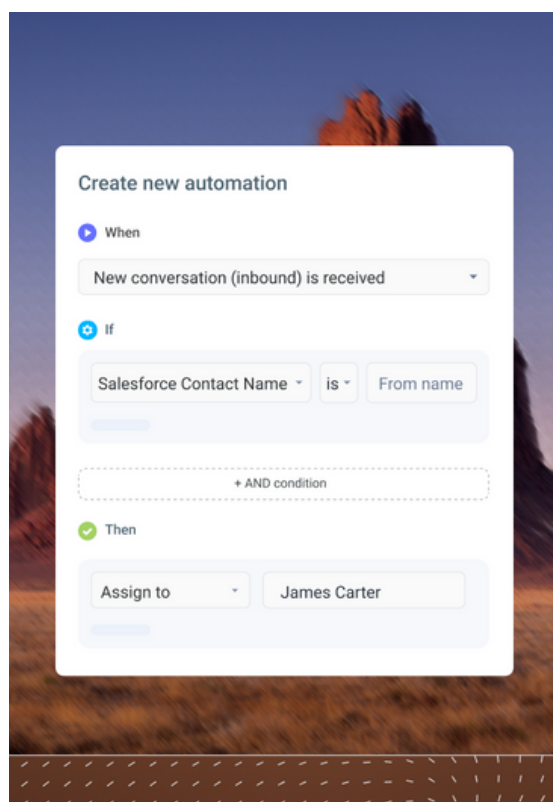 Create new automation
When
New conversation (inbound) is received
If
Salesforce Contact Name is From name
+ AND condition
Then
Assign to James Carter